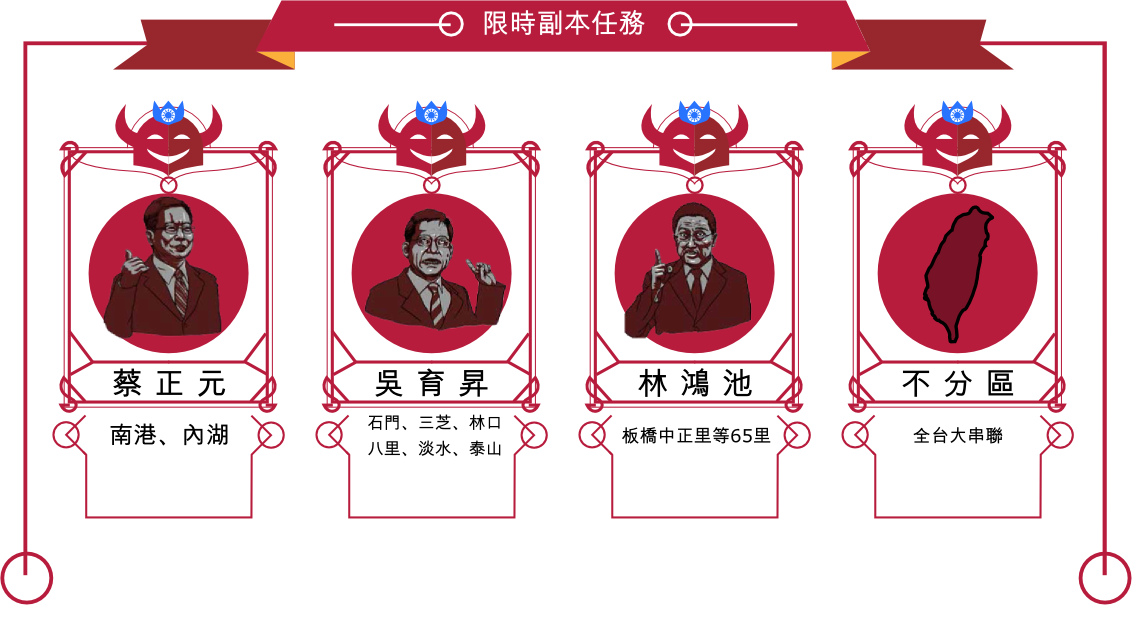 限時副本任務
蔡正元
吳育昇
林鴻池
不分區
南港、內湖
石門、三芝、林口
八里、淡水、泰山
板橋中正里等65里
全台大串聯